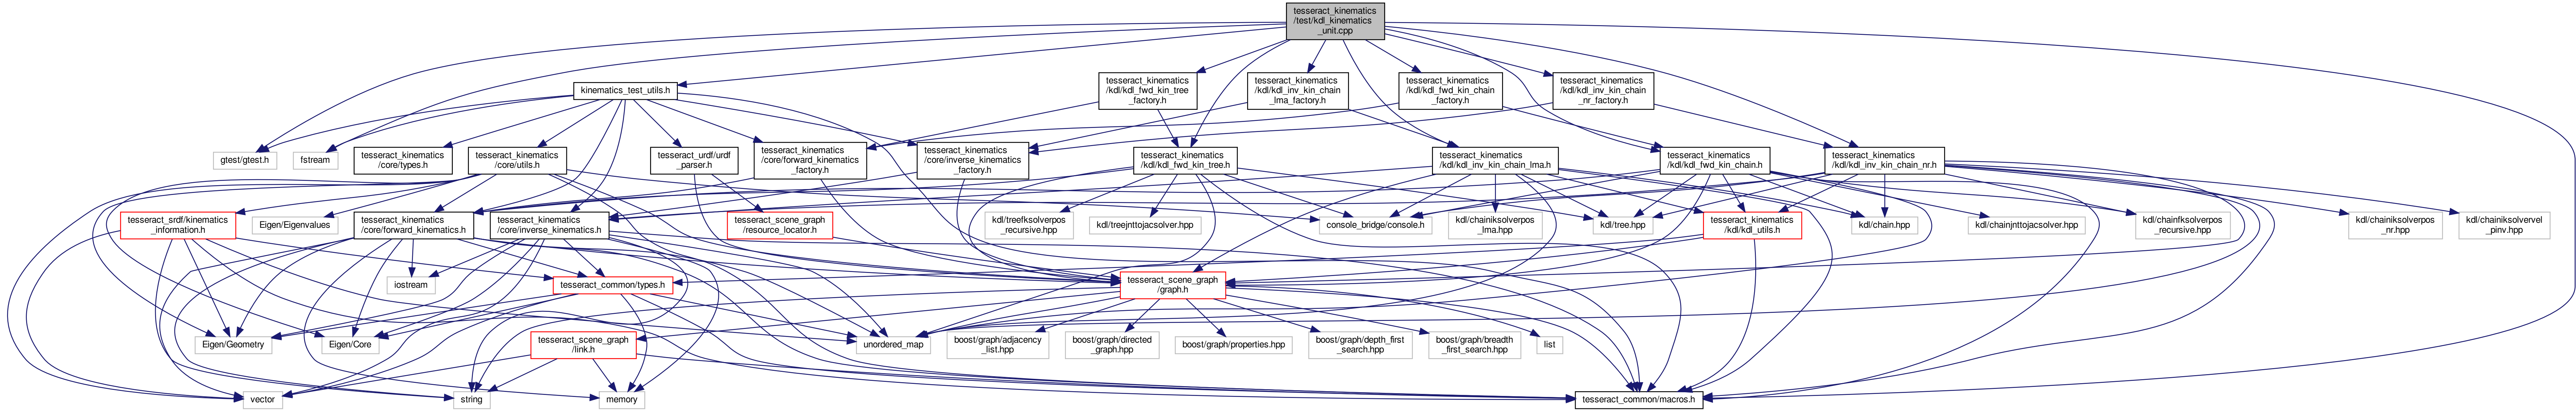 tesseract_kinematics
/test/kdl_kinematics
_unit.cpp
kinematics_test_utils.h
tesseract_kinematics
/kdl/kdl_fwd_kin_tree
_factory.h
tesseract_kinematics
/kdl/kdl_inv_kin_chain
_lma_factory.h
tesseract_kinematics
/kdl/kdl_fwd_kin_chain
_factory.h
tesseract_kinematics
/kdl/kdl_inv_kin_chain
_nr_factory.h
gtest/gtest.h
fstream
tesseract_kinematics
/core/types.h
tesseract_kinematics
/core/utils.h
tesseract_urdf/urdf
_parser.h
tesseract_kinematics
/core/forward_kinematics
_factory.h
tesseract_kinematics
/core/inverse_kinematics
_factory.h
tesseract_kinematics
/kdl/kdl_fwd_kin_tree.h
tesseract_kinematics
/kdl/kdl_inv_kin_chain_lma.h
tesseract_kinematics
/kdl/kdl_fwd_kin_chain.h
tesseract_kinematics
/kdl/kdl_inv_kin_chain_nr.h
tesseract_srdf/kinematics
_information.h
Eigen/Eigenvalues
tesseract_kinematics
/core/forward_kinematics.h
tesseract_kinematics
/core/inverse_kinematics.h
tesseract_scene_graph
/resource_locator.h
kdl/treefksolverpos
_recursive.hpp
kdl/treejnttojacsolver.hpp
console_bridge/console.h
kdl/chainiksolverpos
_lma.hpp
kdl/tree.hpp
tesseract_kinematics
/kdl/kdl_utils.h
kdl/chain.hpp
kdl/chainjnttojacsolver.hpp
kdl/chainfksolverpos
_recursive.hpp
kdl/chainiksolverpos
_nr.hpp
kdl/chainiksolvervel
_pinv.hpp
iostream
tesseract_common/types.h
tesseract_scene_graph
/graph.h
Eigen/Geometry
Eigen/Core
tesseract_scene_graph
/link.h
unordered_map
boost/graph/adjacency
_list.hpp
boost/graph/directed
_graph.hpp
boost/graph/properties.hpp
boost/graph/depth_first
_search.hpp
boost/graph/breadth
_first_search.hpp
list
vector
string
memory
tesseract_common/macros.h